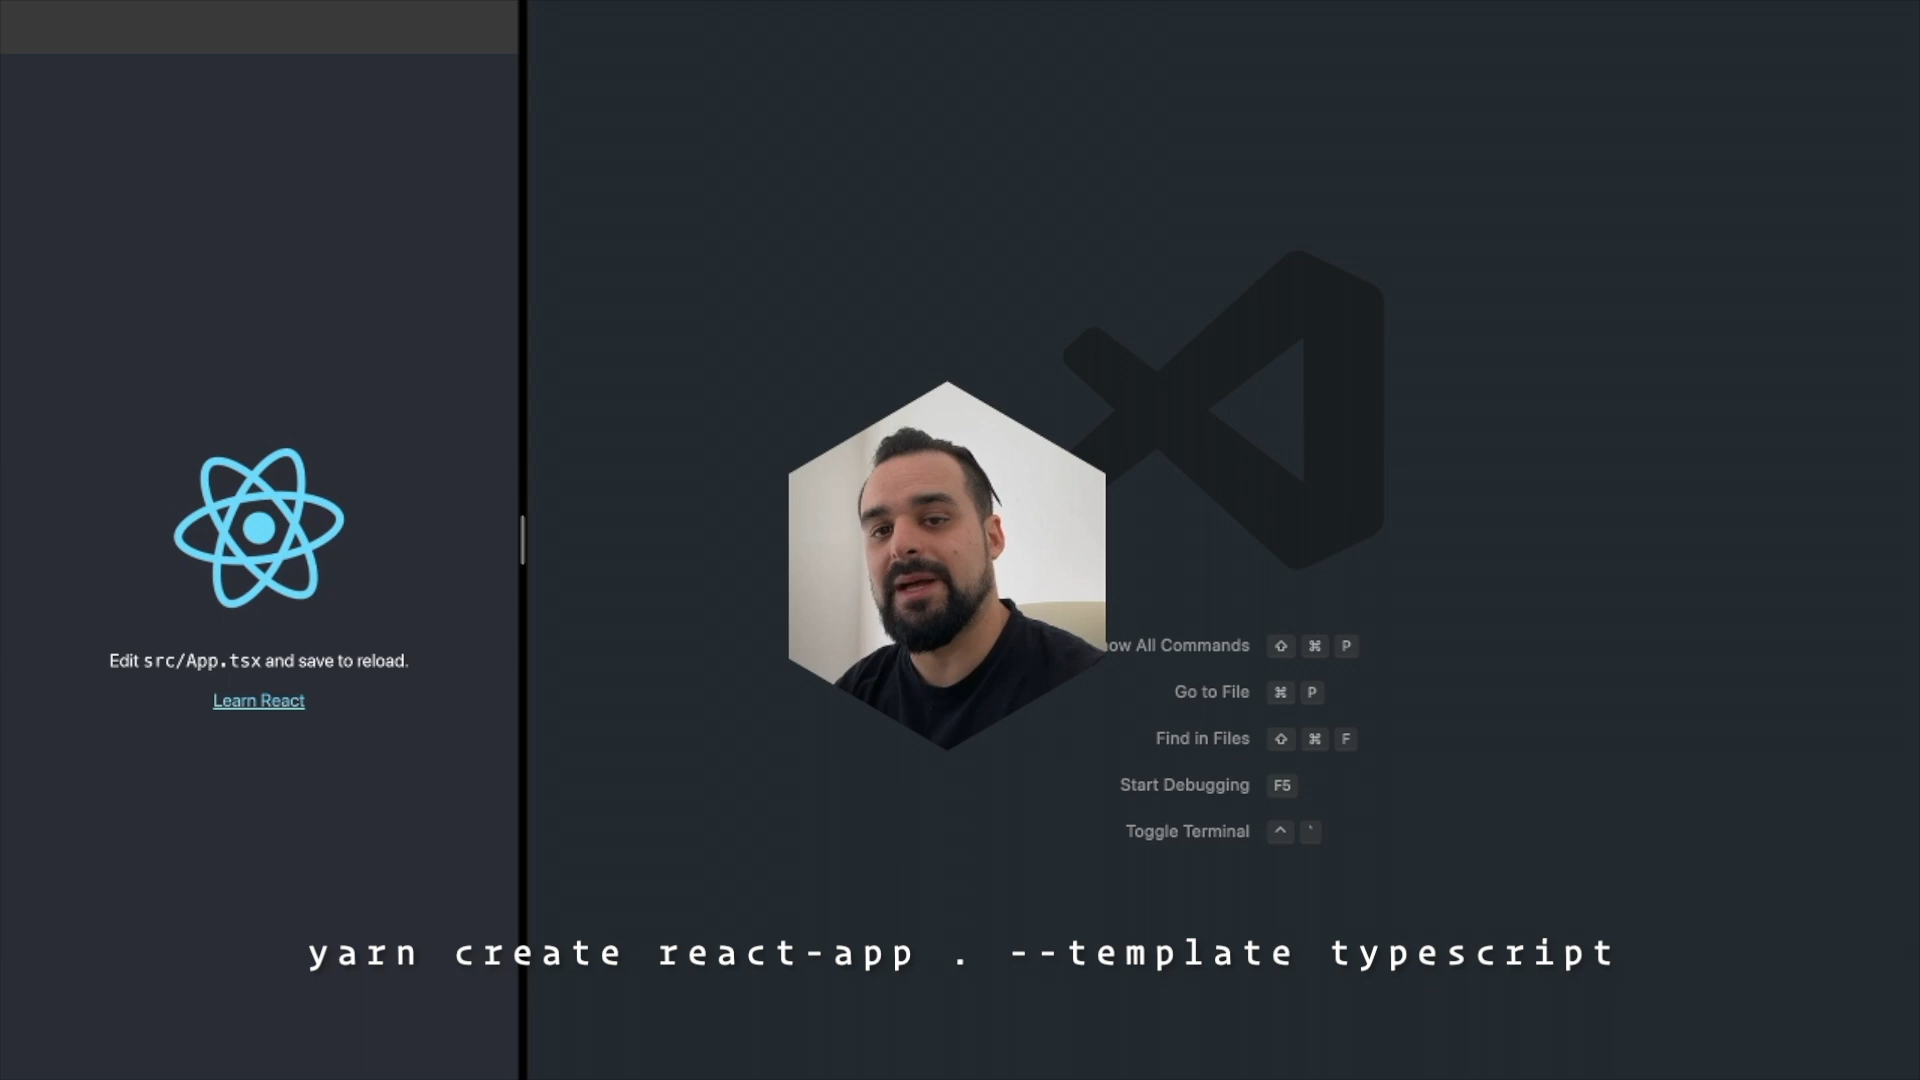 Edit src/App.tsx and save to reload.
Learn React
ow All Commands ⇧ ⌘ P
Go to File ⌘ P
Find in Files ⇧ ⌘ F
Start Debugging F5
Toggle Terminal ^ `
yarn create react-app . --template typescript